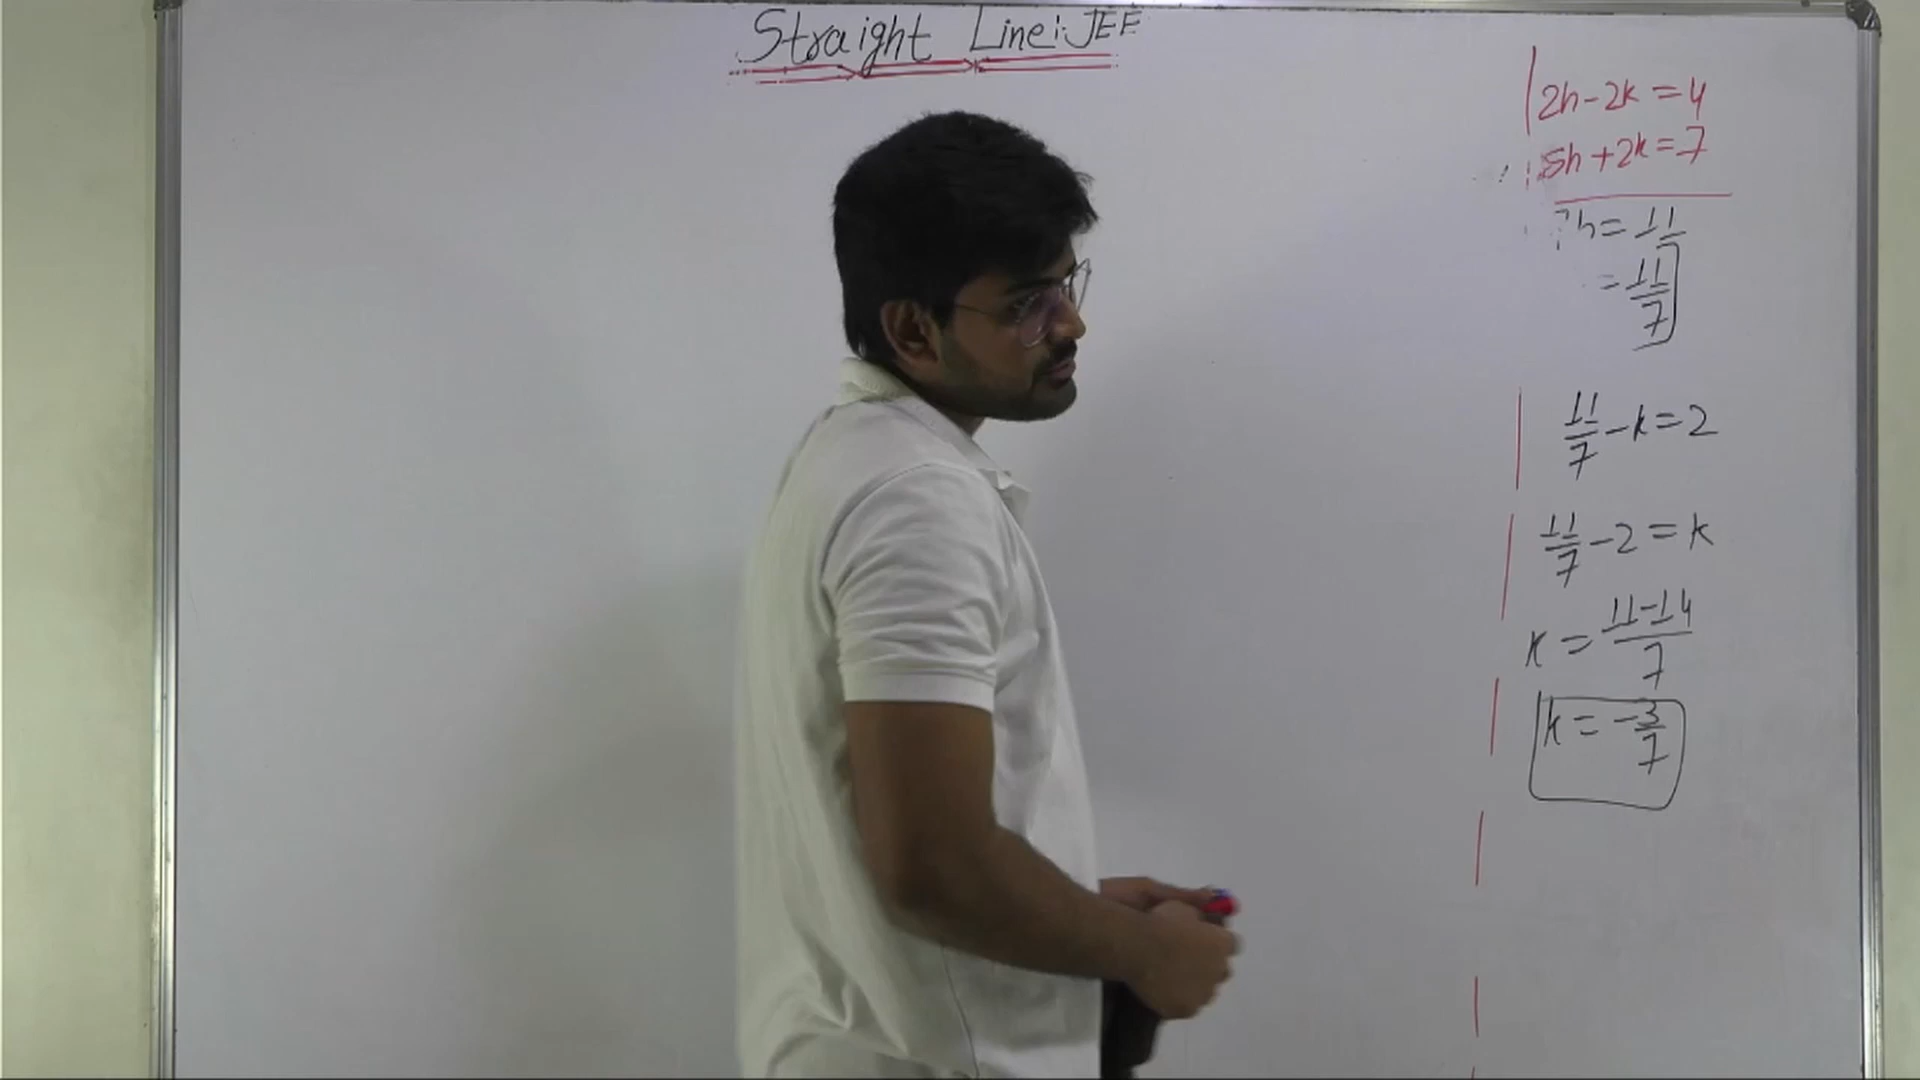 Straight Line: JEE
2h-2k=4
5h+2k=7
7h=11
=11/7
11/7-k=2
11/7-2=k
k=11-14/7
k=-3/7